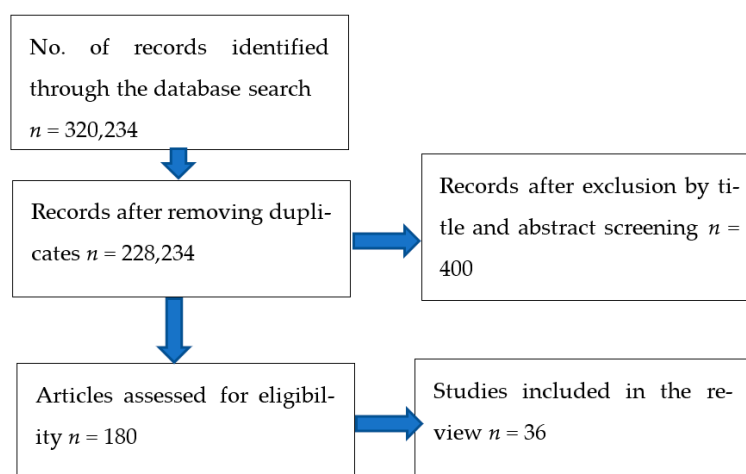 No. of records identified
through the database search
n = 320,234
Records after removing dupli-
cates n = 228,234
Records after exclusion by ti-
tle and abstract screening n =
400
Articles assessed for eligibil-
ity n = 180
Studies included in the re-
view n = 36